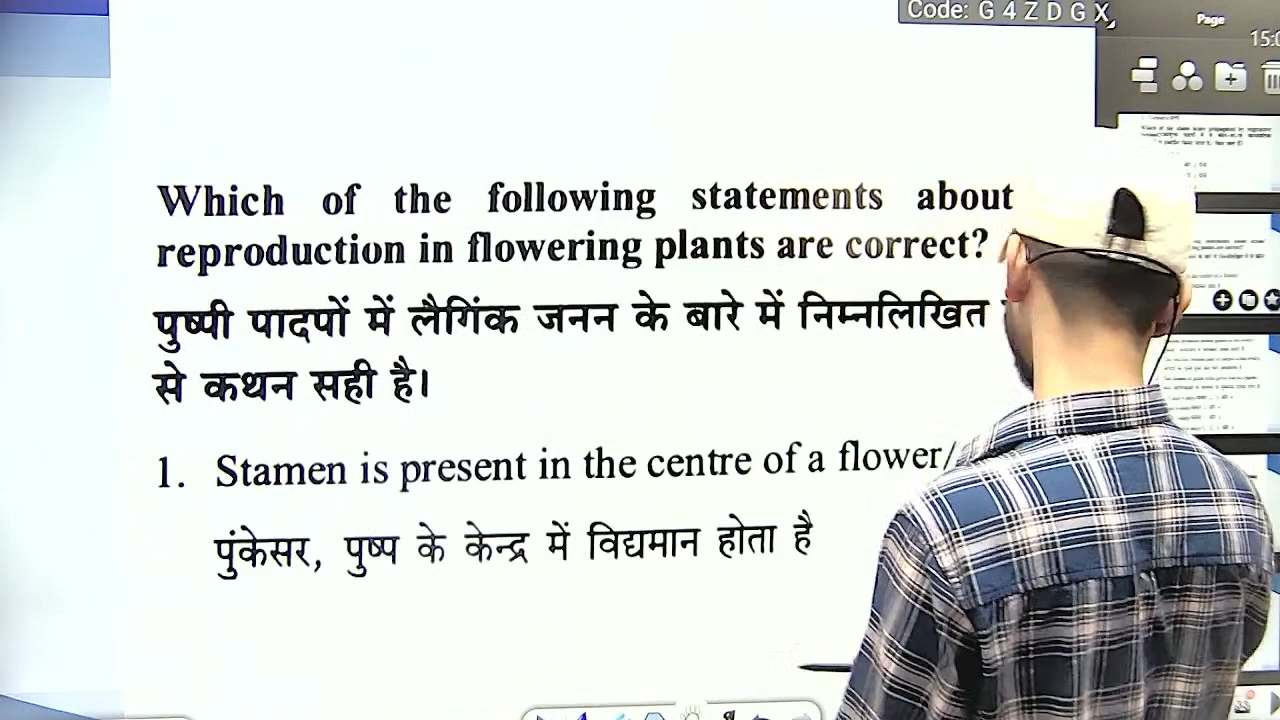 Code: G 4 Z D G X
Page
Which of the following statements about
reproduction in flowering plants are correct?
पुष्पी पादपों में लैगिंक जनन के बारे में निम्नलिखित
से कथन सही है।
1. Stamen is present in the centre of a flower/
पुंकेसर, पुष्प के केन्द्र में विद्यमान होता है